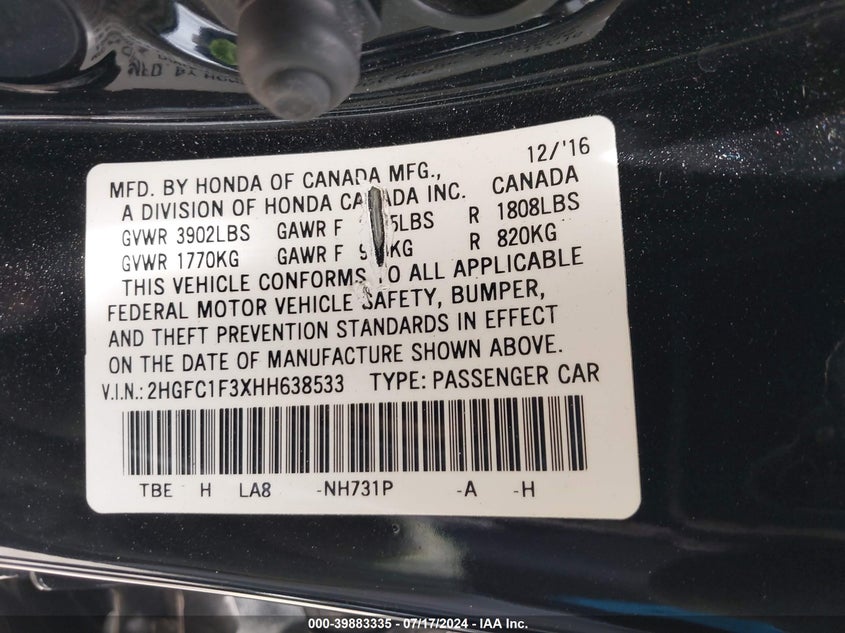 12/'16
MFD. BY HONDA OF CANADA MFG.,
A DIVISION OF HONDA INC. CANADA
GVWR 3902LBS GAWR F R 1808LBS
GVWR 1770KG GAWR F R 820KG
THIS VEHICLE CONFORMS TO ALL APPLICABLE
FEDERAL MOTOR VEHICLE SAFETY, BUMPER,
AND THEFT PREVENTION STANDARDS IN EFFECT
ON THE DATE OF MANUFACTURE SHOWN ABOVE.
V.I.N.: 2HGFC1F3XHH638533 TYPE: PASSENGER CAR
TBE H LA8 -NH731P -A -H
000-39883335 - 07/17/2024 - IAA Inc.